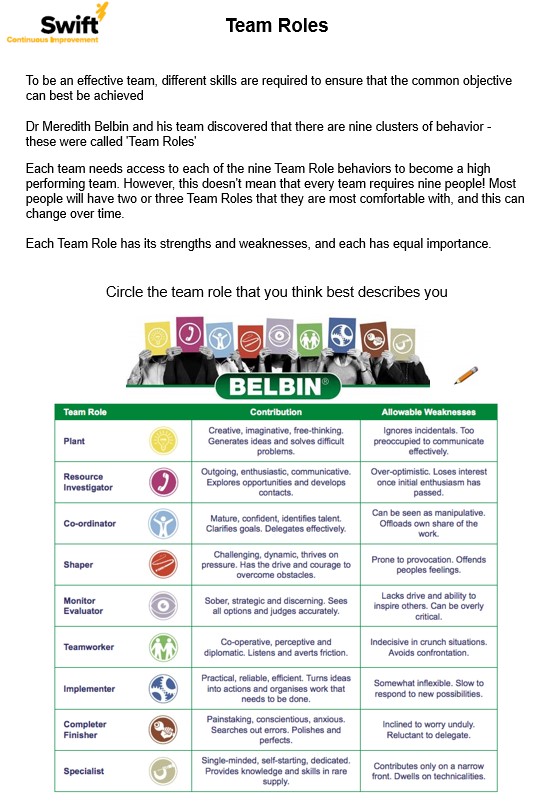 Swift
Continuous Improvement
Team Roles
To be an effective team, different skills are required to ensure that the common objective
can best be achieved
Dr Meredith Belbin and his team discovered that there are nine clusters of behavior -
these were called 'Team Roles'
Each team needs access to each of the nine Team Role behaviors to become a high
performing team. However, this doesn't mean that every team requires nine people! Most
people will have two or three Team Roles that they are most comfortable with, and this can
change over time.
Each Team Role has its strengths and weaknesses, and each has equal importance.
Circle the team role that you think best describes you
BELBIN®
Team Role
Contribution
Allowable Weaknesses
Plant
Creative, imaginative, free-thinking.
Generates ideas and solves difficult
problems.
Ignores incidentals. Too
preoccupied to communicate
effectively.
Resource
Investigator
Outgoing, enthusiastic, communicative.
Explores opportunities and develops
contacts.
Over-optimistic. Loses interest
once initial enthusiasm has
passed.
Co-ordinator
Mature, confident, identifies talent.
Clarifies goals. Delegates effectively.
Can be seen as manipulative.
Offloads own share of the
work.
Shaper
Challenging, dynamic, thrives on
pressure. Has the drive and courage to
overcome obstacles.
Prone to provocation. Offends
peoples feelings.
Monitor
Evaluator
Sober, strategic and discerning. Sees
all options and judges accurately.
Lacks drive and ability to
inspire others. Can be overly
critical.
Teamworker
Co-operative, perceptive and
diplomatic. Listens and averts friction.
Indecisive in crunch situations.
Avoids confrontation.
Implementer
Practical, reliable, efficient. Turns ideas
into actions and organises work that
needs to be done.
Somewhat inflexible. Slow to
respond to new possibilities.
Completer
Finisher
Painstaking, conscientious, anxious.
Searches out errors. Polishes and
perfects.
Inclined to worry unduly.
Reluctant to delegate.
Specialist
Single-minded, self-starting, dedicated.
Provides knowledge and skills in rare
supply.
Contributes only on a narrow
front. Dwells on technicalities.